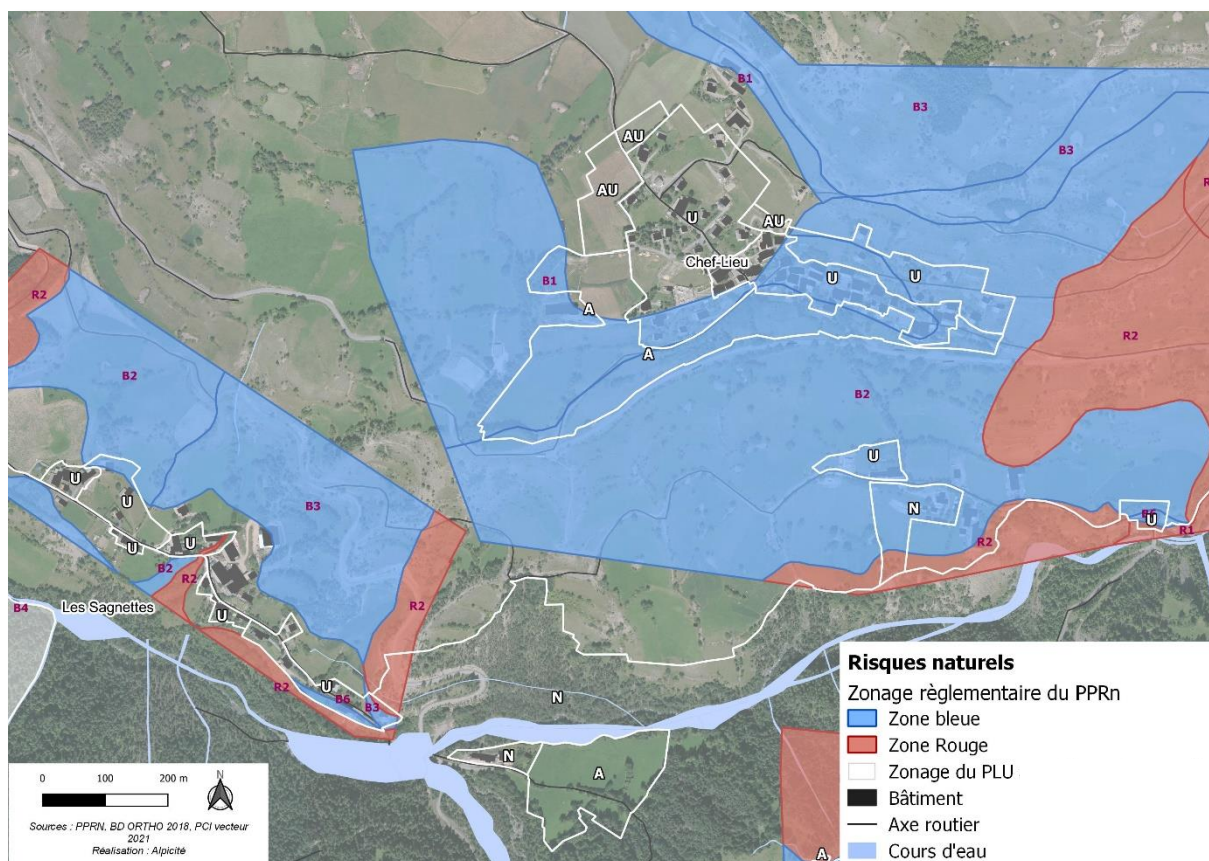 B1
B3
B3
AU
AU
R
U
AU
Chef-Lieu
R2
B1
U
U
A
R2
A
B2
B2
U
U
U
N
B3
B6
U
U
U
R1
B2
R2
R2
R2
Les Sagnettes
B4
U
R2
U
B6
B3
N
N
A
A
Risques naturels
Zonage règlementaire du PPRn
Zone bleue
Zone Rouge
Zonage du PLU
Bâtiment
Axe routier
Cours d'eau
0 100 200 m
N
Sources : PPRN, BD ORTHO 2018, PCI vecteur
2021
Réalisation : Alpicité